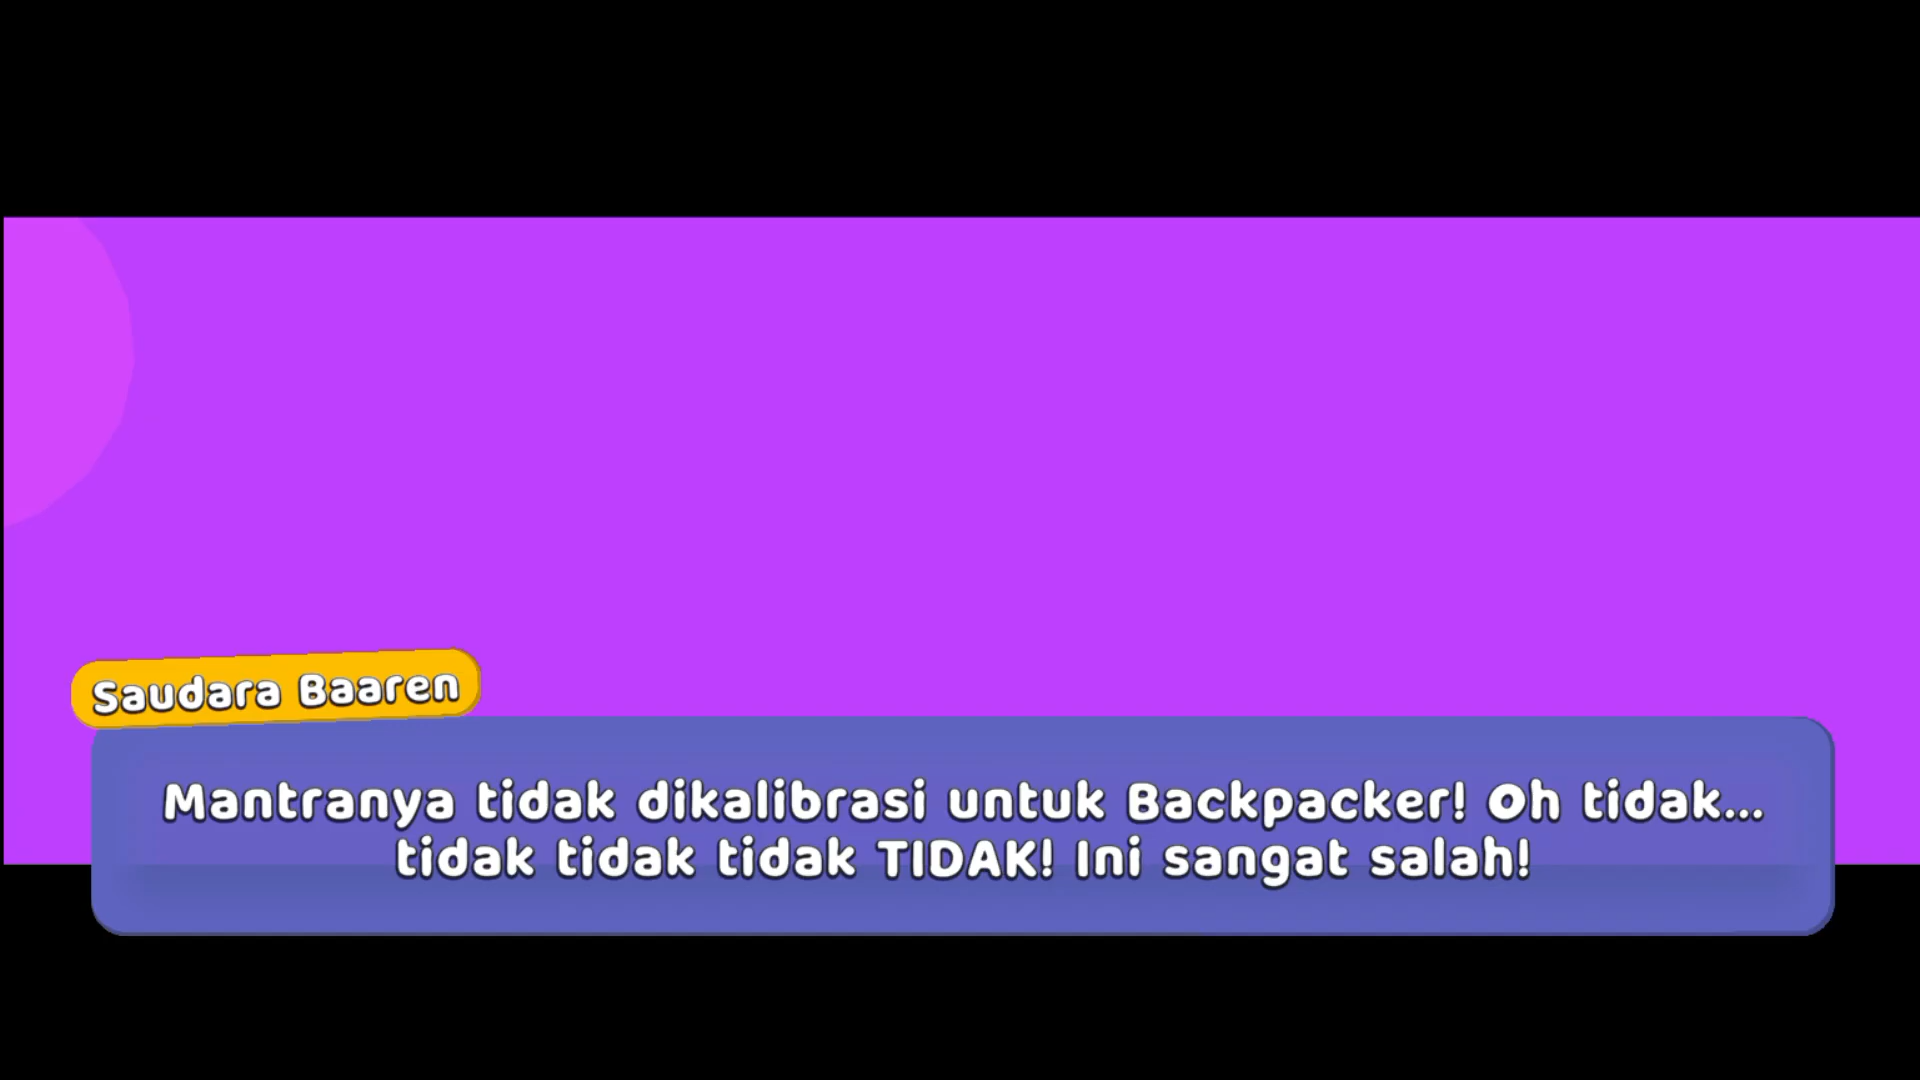 Saudara Baaren
Mantranya tidak dikalibrasi untuk Backpacker! Oh tidak...
tidak tidak tidak TIDAK! Ini sangat salah!